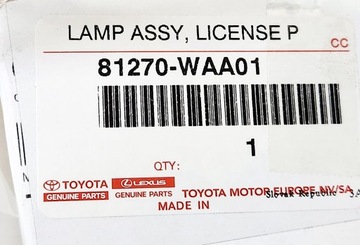 LAMP ASSY, LICENSE P
CC
81270-WAA01
1
QTY:
TOYOTA LEXUS
GENUINE PARTS GENUINE PARTS TOYOTA MOTOR EUROPE NV/SA
MADE IN Slovak Republic